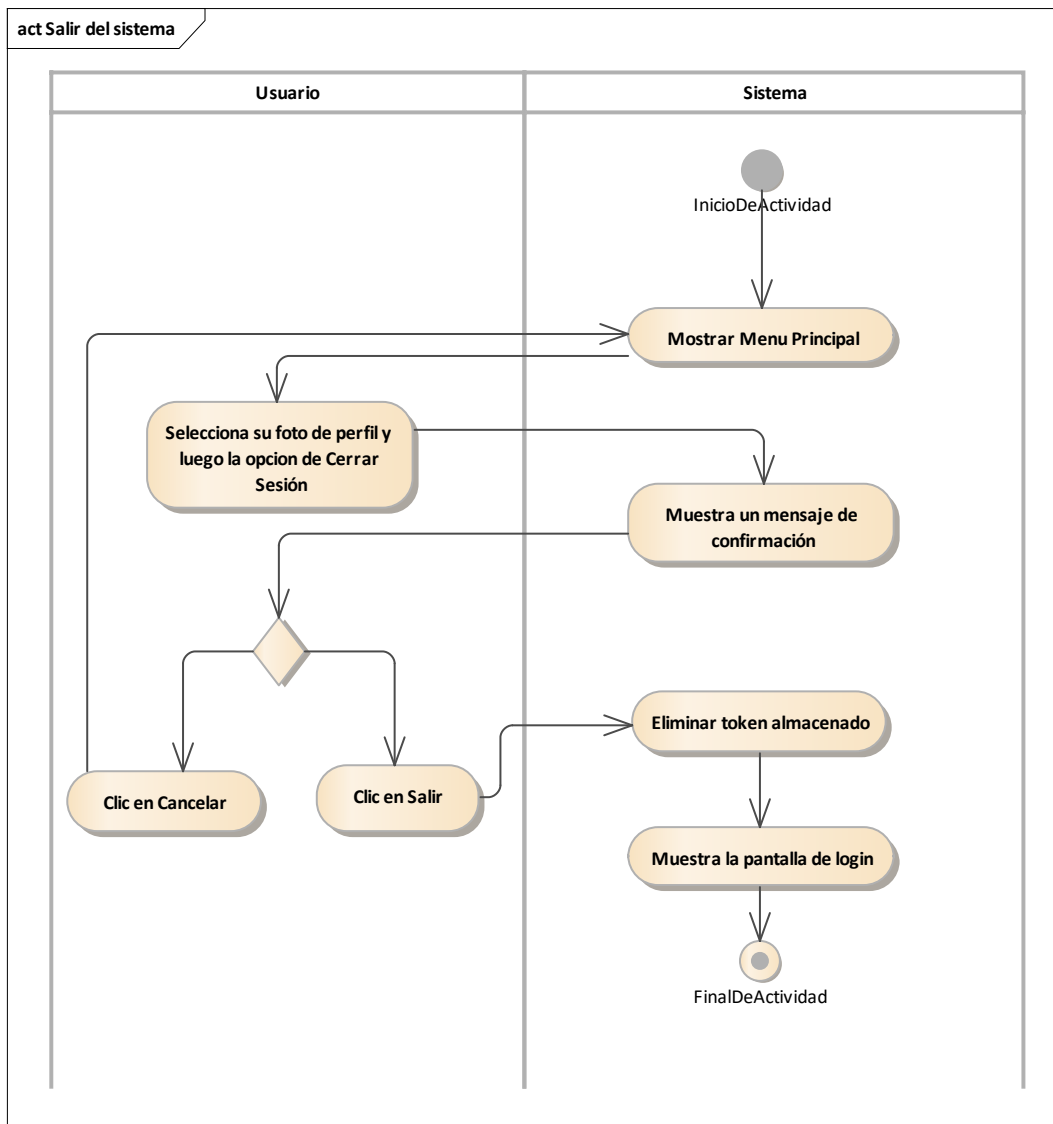 act Salir del sistema
Usuario
Sistema
InicioDeActividad
Mostrar Menu Principal
Selecciona su foto de perfil y
luego la opcion de Cerrar
Sesión
Muestra un mensaje de
confirmación
Eliminar token almacenado
Clic en Cancelar
Clic en Salir
Muestra la pantalla de login
FinalDeActividad